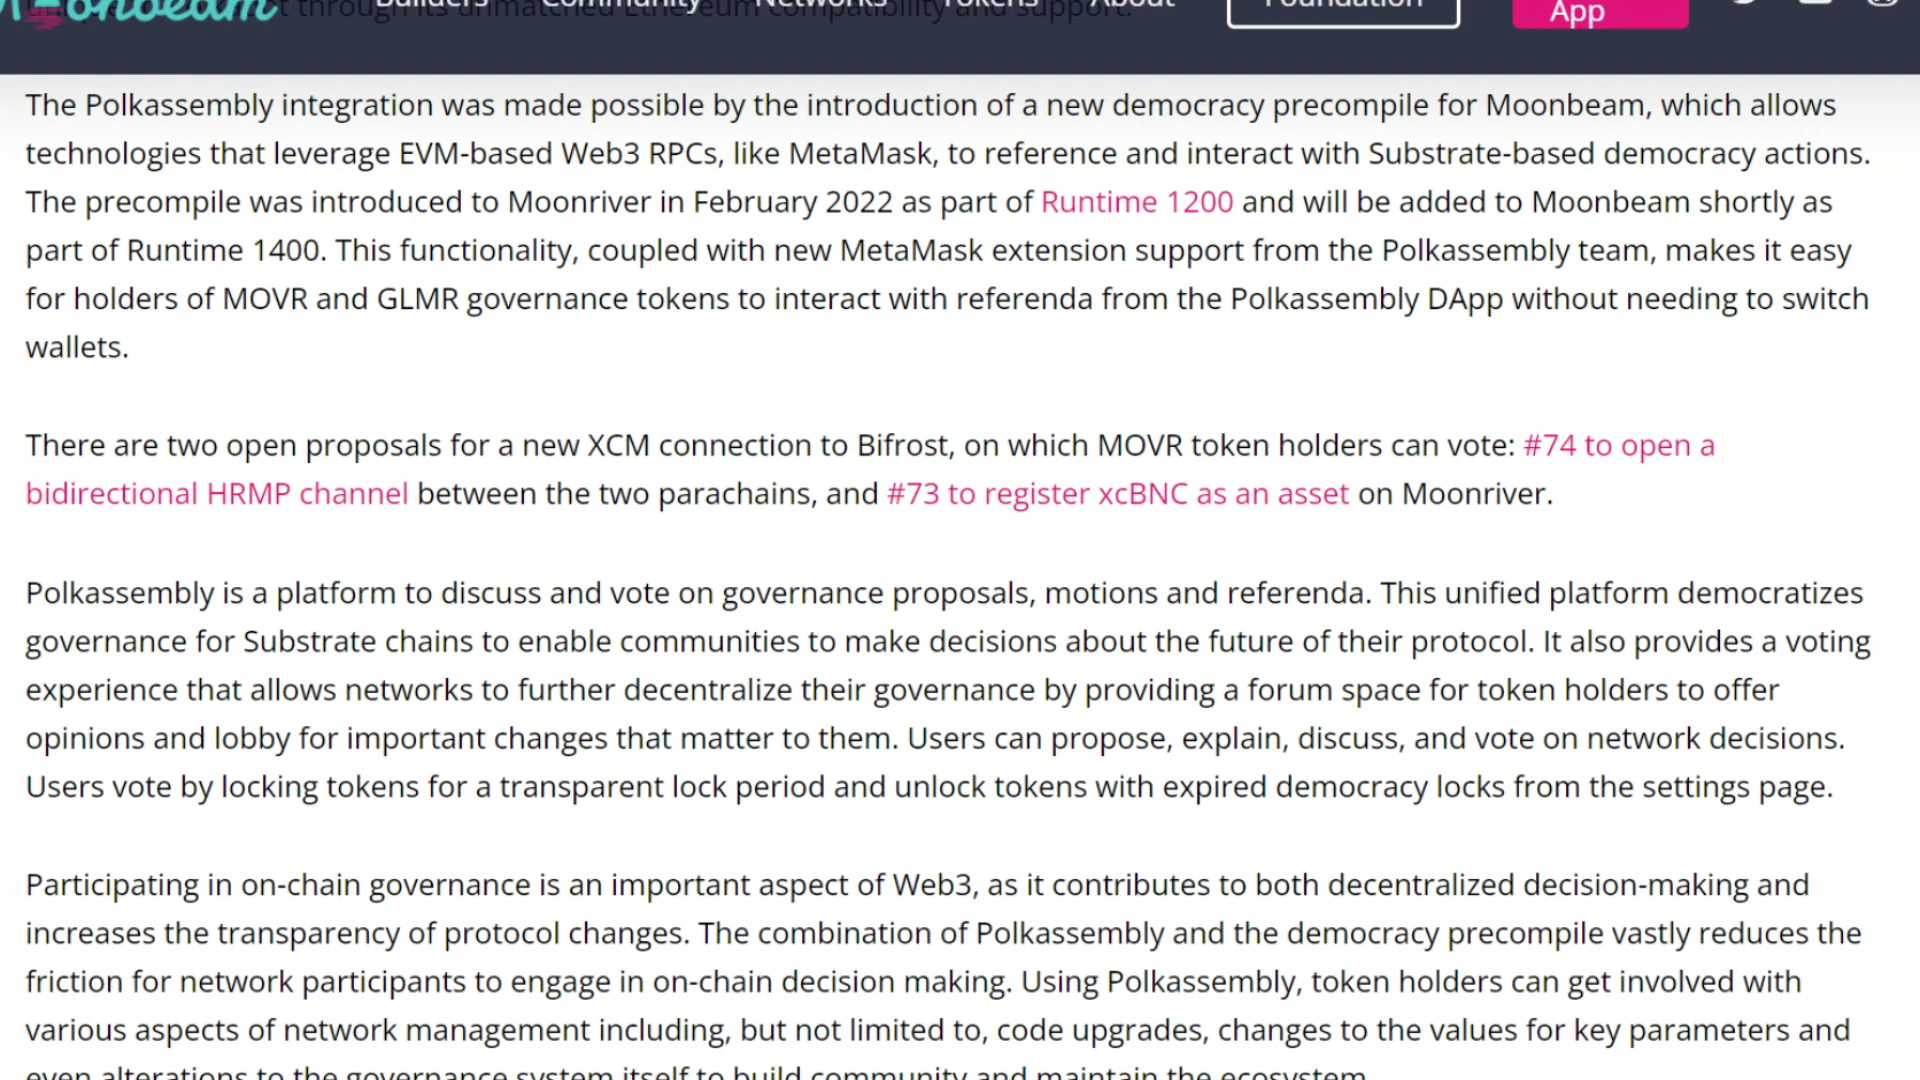 Moonbeam Builders Community Networks Tokens About Foundation App
through its unmatched Ethereum compatibility and support.
The Polkassembly integration was made possible by the introduction of a new democracy precompile for Moonbeam, which allows
technologies that leverage EVM-based Web3 RPCs, like MetaMask, to reference and interact with Substrate-based democracy actions.
The precompile was introduced to Moonriver in February 2022 as part of Runtime 1200 and will be added to Moonbeam shortly as
part of Runtime 1400. This functionality, coupled with new MetaMask extension support from the Polkassembly team, makes it easy
for holders of MOVR and GLMR governance tokens to interact with referenda from the Polkassembly DApp without needing to switch
wallets.
There are two open proposals for a new XCM connection to Bifrost, on which MOVR token holders can vote: #74 to open a
bidirectional HRMP channel between the two parachains, and #73 to register xcBNC as an asset on Moonriver.
Polkassembly is a platform to discuss and vote on governance proposals, motions and referenda. This unified platform democratizes
governance for Substrate chains to enable communities to make decisions about the future of their protocol. It also provides a voting
experience that allows networks to further decentralize their governance by providing a forum space for token holders to offer
opinions and lobby for important changes that matter to them. Users can propose, explain, discuss, and vote on network decisions.
Users vote by locking tokens for a transparent lock period and unlock tokens with expired democracy locks from the settings page.
Participating in on-chain governance is an important aspect of Web3, as it contributes to both decentralized decision-making and
increases the transparency of protocol changes. The combination of Polkassembly and the democracy precompile vastly reduces the
friction for network participants to engage in on-chain decision making. Using Polkassembly, token holders can get involved with
various aspects of network management including, but not limited to, code upgrades, changes to the values for key parameters and
even alterations to the governance system itself to build community and maintain the ecosystem.